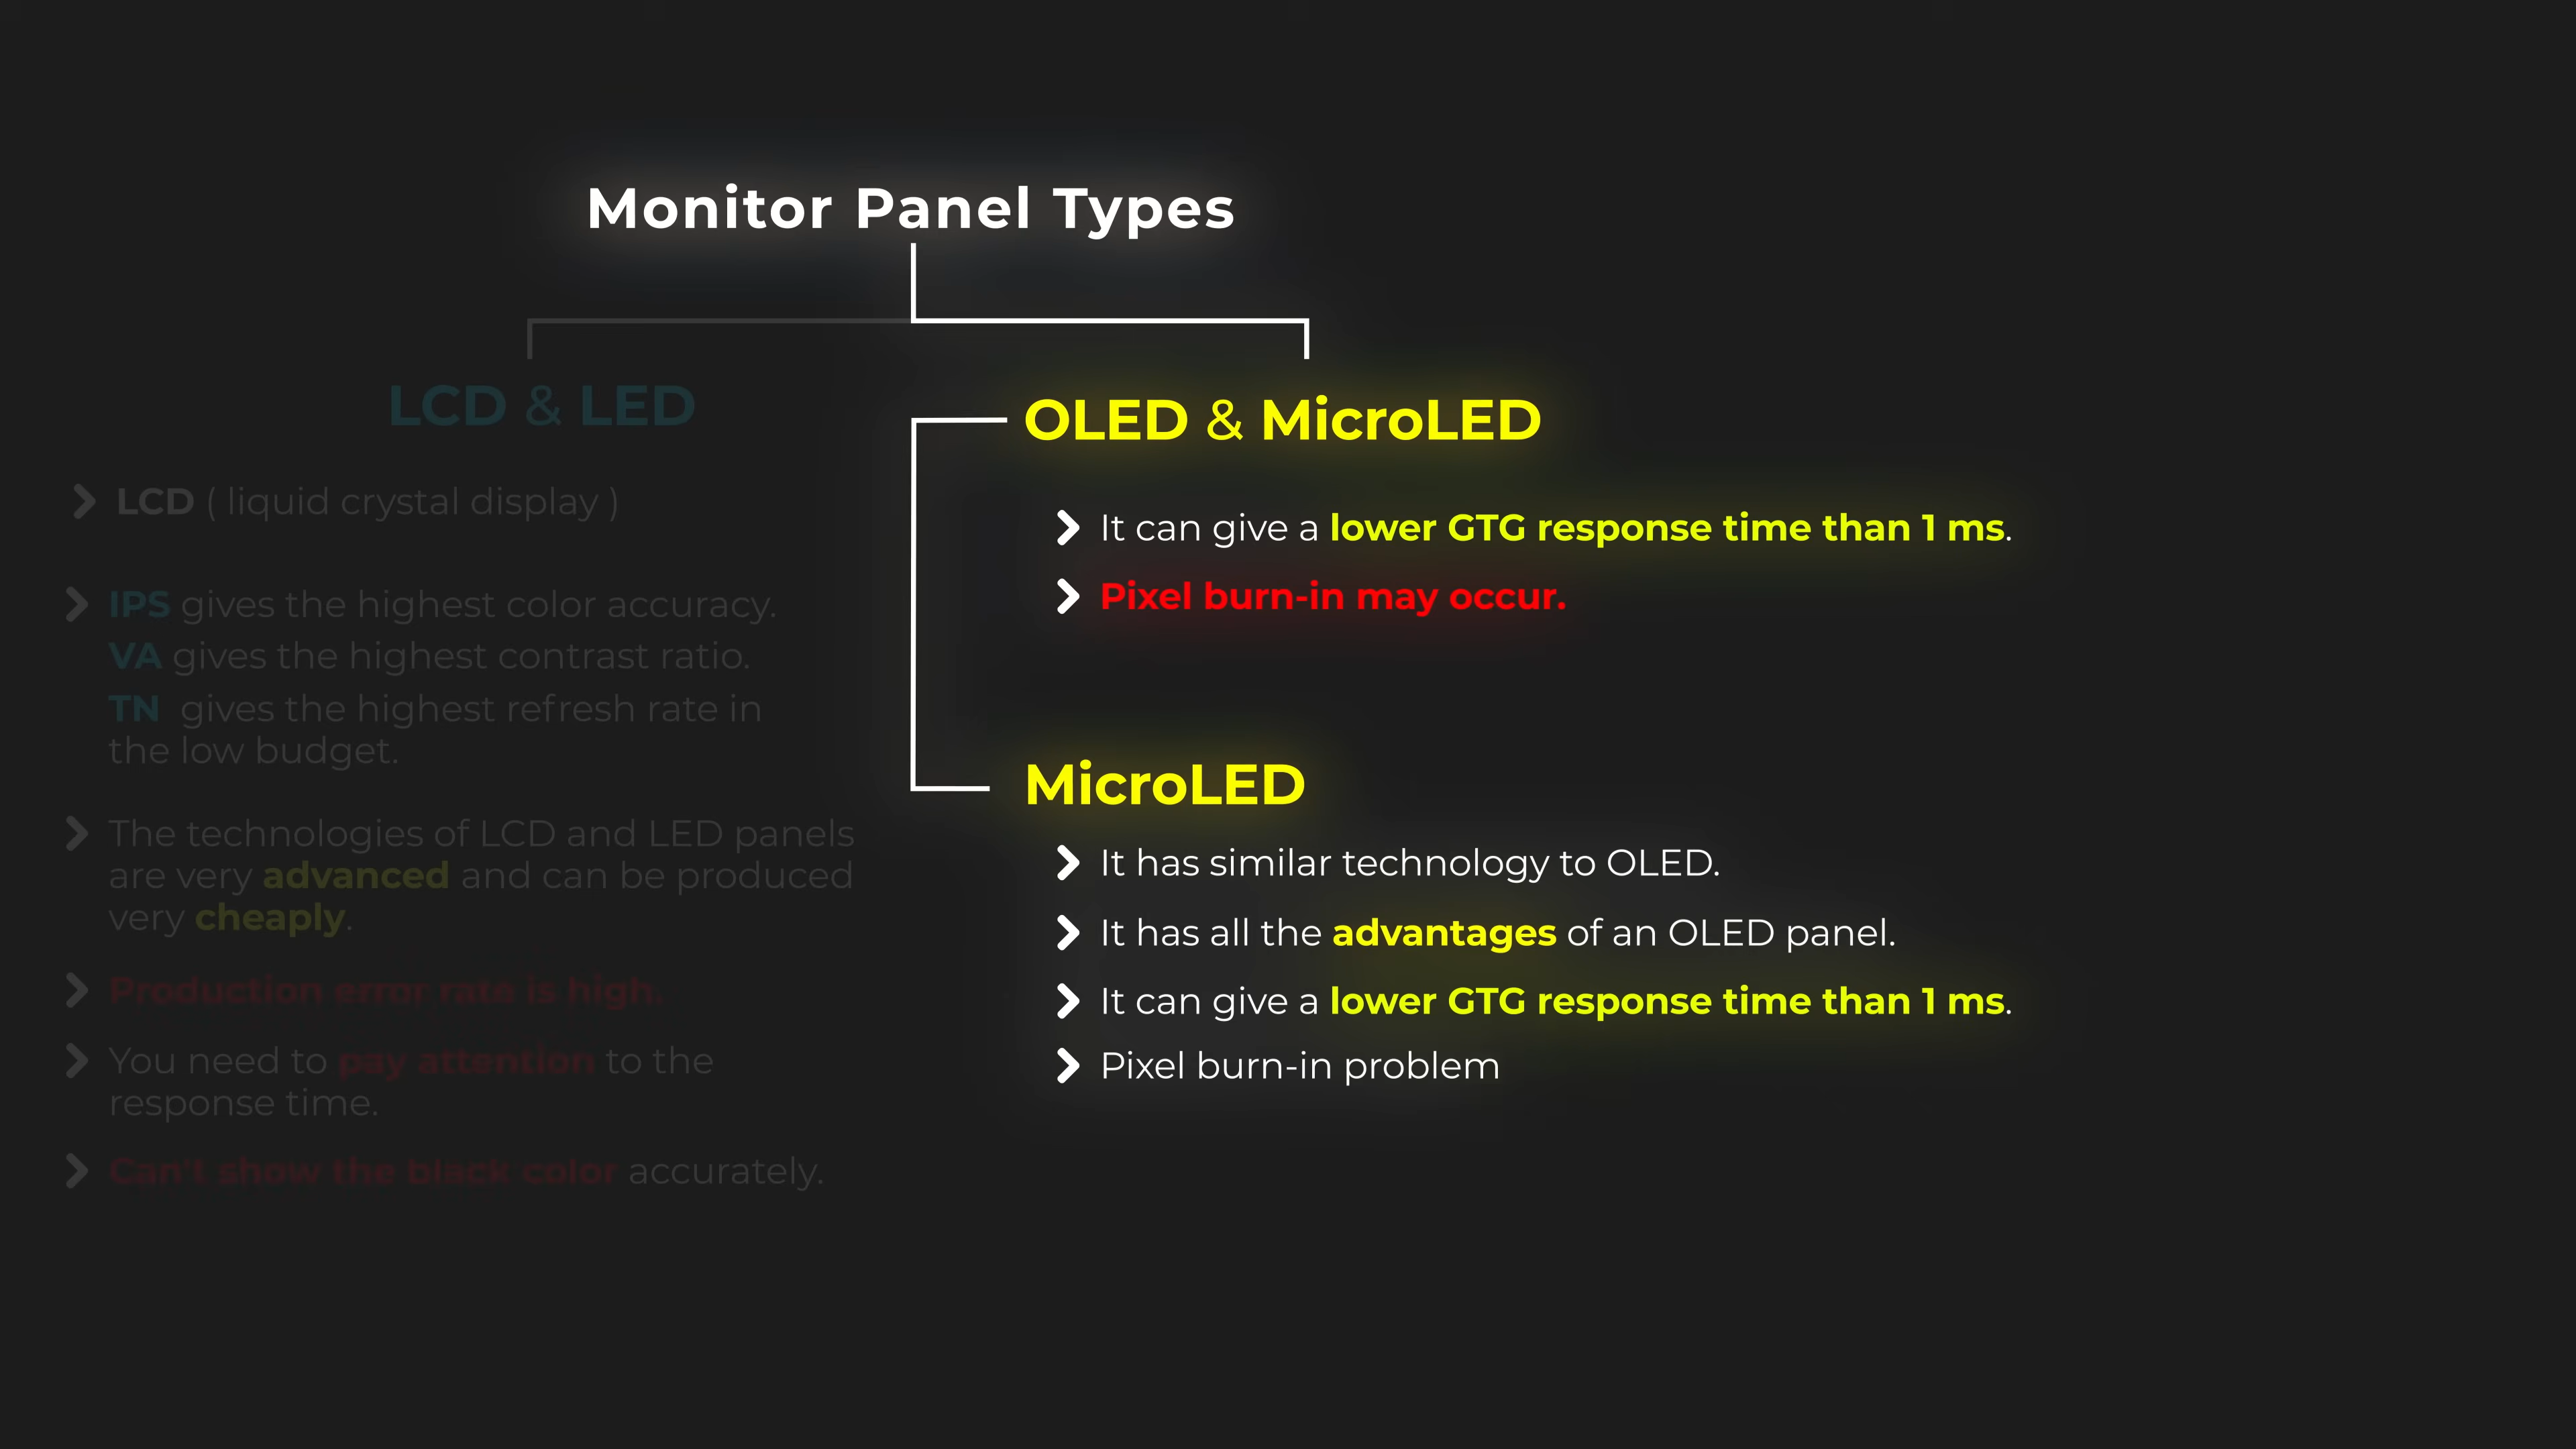 Monitor Panel Types
LCD & LED
LCD ( liquid crystal display )
IPS gives the highest color accuracy.
VA gives the highest contrast ratio.
TN gives the highest refresh rate in
the low budget.
The technologies of LCD and LED panels
are very advanced and can be produced
very cheaply.
Production error rate is high.
You need to pay attention to the
response time.
Can't show the black color accurately.
OLED & MicroLED
It can give a lower GTG response time than 1 ms.
Pixel burn-in may occur.
MicroLED
It has similar technology to OLED.
It has all the advantages of an OLED panel.
It can give a lower GTG response time than 1 ms.
Pixel burn-in problem